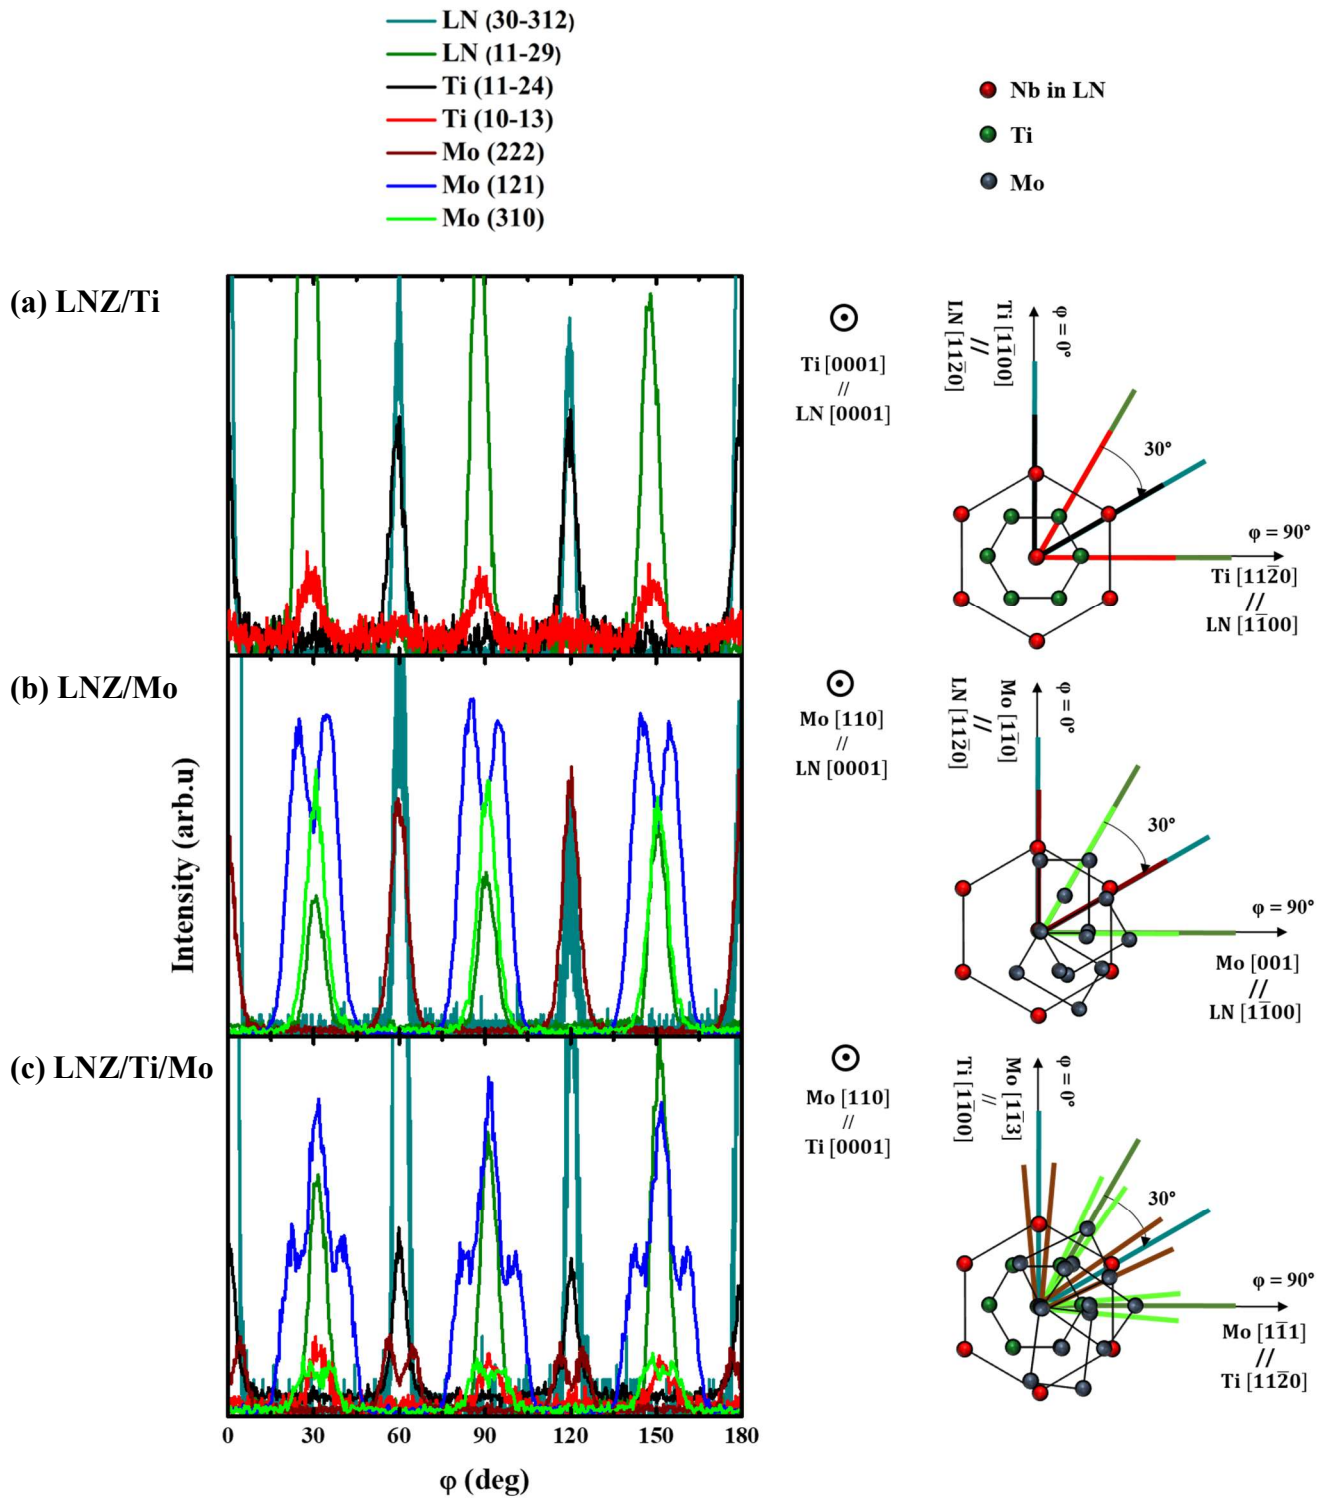 LN (30-312)
LN (11-29)
Ti (11-24)
Ti (10-13)
Mo (222)
Mo (121)
Mo (310)
Nb in LN
Ti
Mo
(a) LNZ/Ti
Ti [0001]
//
LN [0001]
φ = 0°
Ti [11̅00]
//
LN [112̅0]
30°
φ = 90°
Ti [112̅0]
//
LN [11̅00]
(b) LNZ/Mo
Mo [110]
//
LN [0001]
φ = 0°
Mo [11̅0]
//
LN [112̅0]
30°
φ = 90°
Mo [001]
//
LN [11̅00]
Intensity (arb.u)
(c) LNZ/Ti/Mo
Mo [110]
//
Ti [0001]
φ = 0°
Mo [11̅3]
//
Ti [11̅00]
30°
φ = 90°
Mo [11̅1]
//
Ti [112̅0]
0 30 60 90 120 150 180
φ (deg)